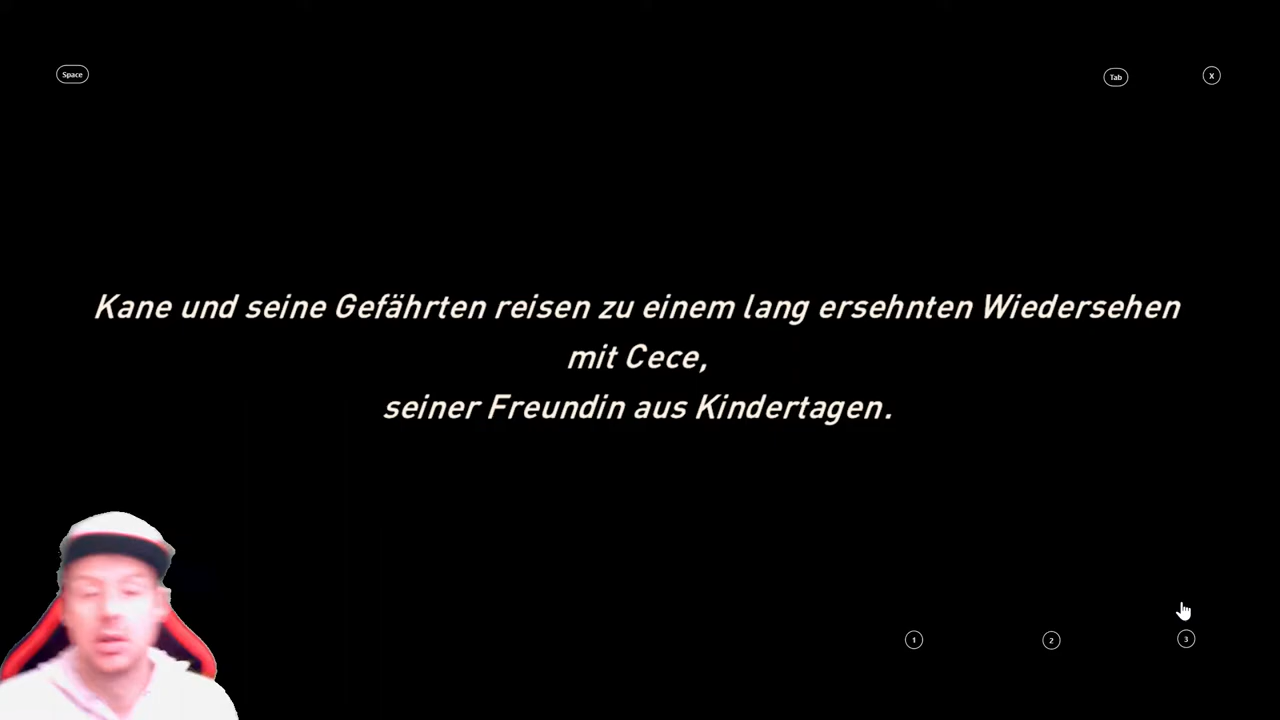 Space
Tab
X
Kane und seine Gefährten reisen zu einem lang ersehnten Wiedersehen
mit Cece,
seiner Freundin aus Kindertagen.
1
2
3